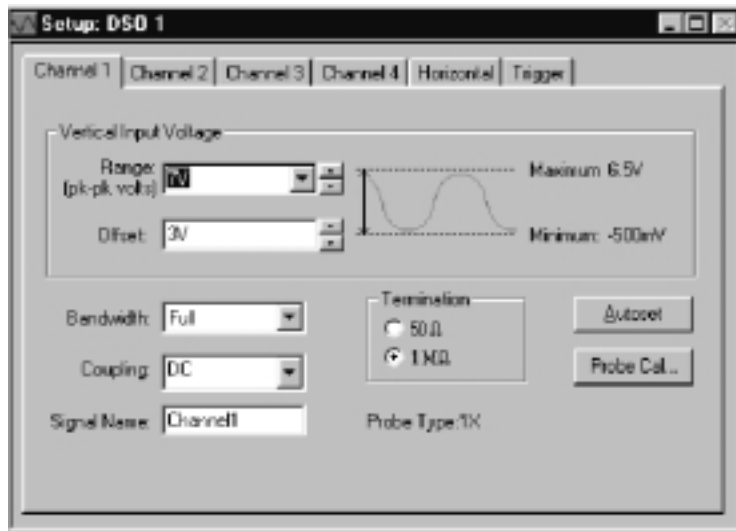 Setup: DSO 1
Channel 1 Channel 2 Channel 3 Channel 4 Horizontal Trigger
Vertical Input Voltage
Range:
(pk-pk volts)
7V
Maximum 6.5V
Offset:
3V
Minimum: -500mV
Bandwidth:
Full
Termination
50 Ω
1 MΩ
Autoset
Coupling:
DC
Probe Cal...
Signal Name:
Channel1
Probe Type:1X